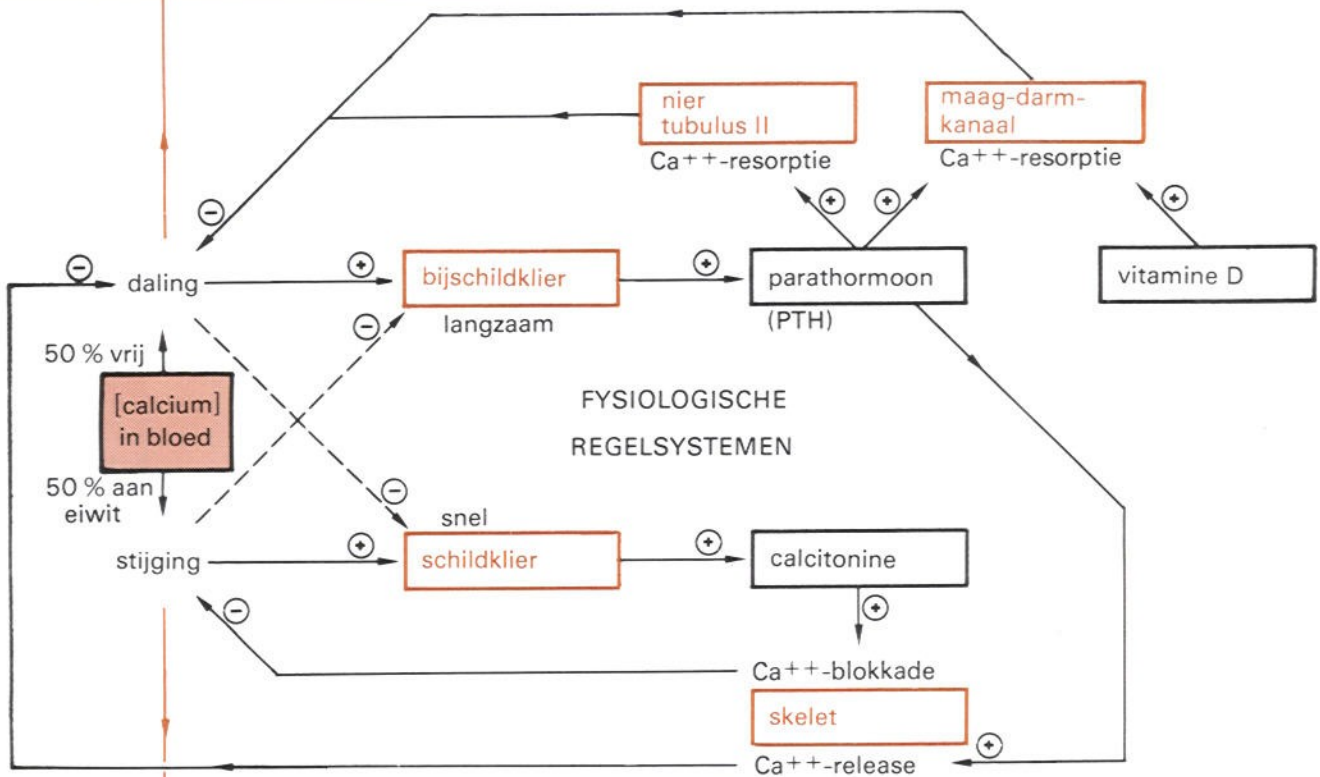 nier
tubulus II
Ca++-resorptie
maag-darm-
kanaal
Ca++-resorptie
⊖
⊕
⊕
⊕
⊖
daling
⊕
bijschildklier
langzaam
⊕
parathormoon
(PTH)
vitamine D
⊖
50 % vrij
[calcium]
in bloed
50 % aan
eiwit
FYSIOLOGISCHE
REGELSYSTEMEN
⊖
stijging
⊕
snel
schildklier
⊕
calcitonine
⊕
⊖
Ca++-blokkade
skelet
⊕
Ca++-release